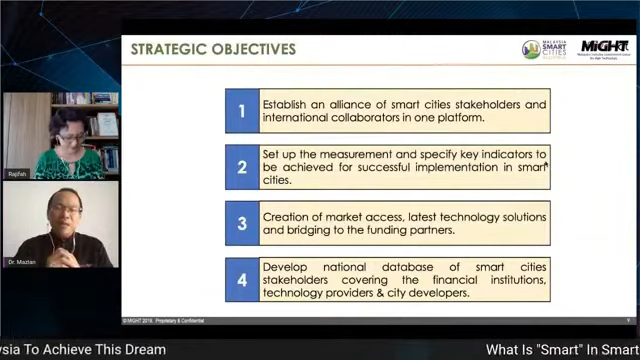 STRATEGIC OBJECTIVES
MALAYSIA
SMART
CITIES
MiGHT
1
Establish an alliance of smart cities stakeholders and
international collaborators in one platform.
2
Set up the measurement and specify key indicators to
be achieved for successful implementation in smart
cities.
3
Creation of market access, latest technology solutions
and bridging to the funding partners.
4
Develop national database of smart cities
stakeholders covering the financial institutions,
technology providers & city developers.
Rajifah
Dr. Mazlan
©MiGHT 2019. Proprietary & Confidential
ysia To Achieve This Dream
What Is "Smart" In Smart